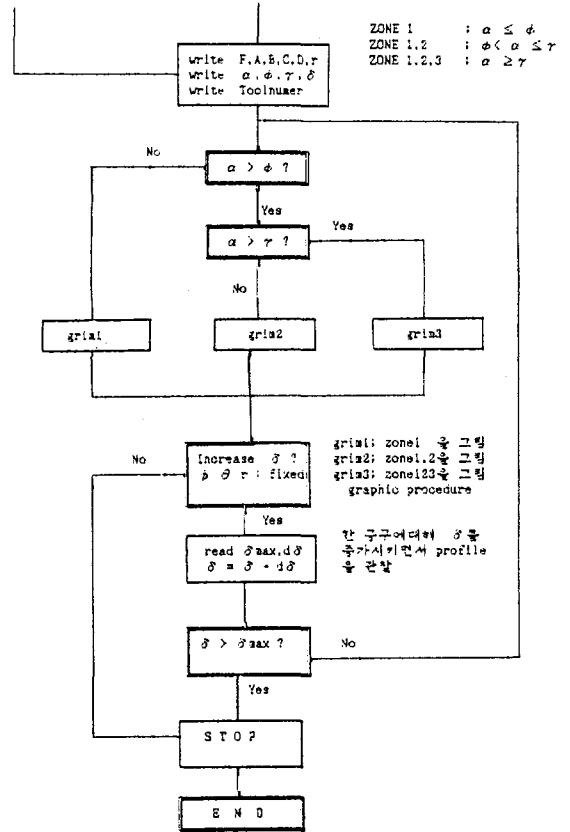 ZONE 1 : α ≤ ϕ
ZONE 1,2 : ϕ< α ≤ γ
ZONE 1,2,3 : α ≥ γ
write F,A,B,C,D,r
write α,ϕ,γ,δ
write Toolnumer
No
α > ϕ ?
Yes
α > γ ?
Yes
No
grim1
grim2
grim3
Increase δ ?
r : fixed
No
Yes
grim1; zone1 을 그림
grim2; zone1,2을 그림
grim3; zone123을 그림
graphic procedure
read δmax,dδ
δ = δ + dδ
한 공구에대해 δ를
증가시키면서 profile
을 관찰
δ > δmax ?
No
Yes
S T O P
E N D